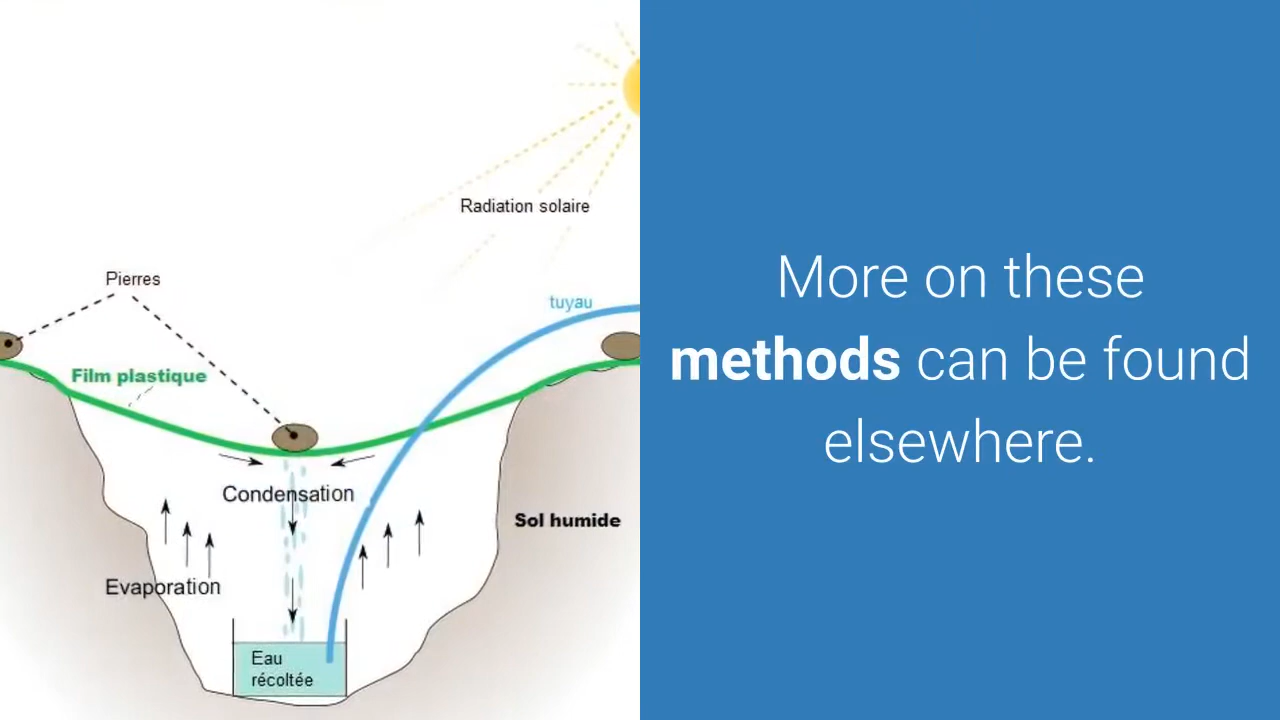 Radiation solaire
Pierres
tuyau
Film plastique
Condensation
Sol humide
Evaporation
Eau
récoltée
More on these
methods can be found
elsewhere.